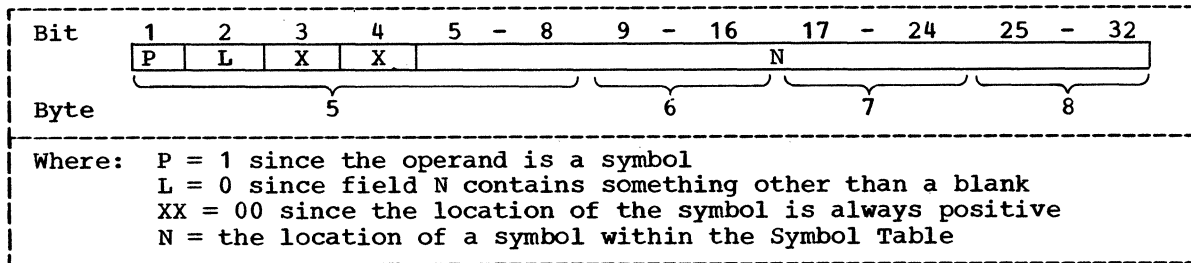 Bit 1 2 3 4 5 - 8 9 - 16 17 - 24 25 - 32
P L X X N
5 6 7 8
Byte
Where: P = 1 since the operand is a symbol
L = 0 since field N contains something other than a blank
XX = 00 since the location of the symbol is always positive
N = the location of a symbol within the Symbol Table